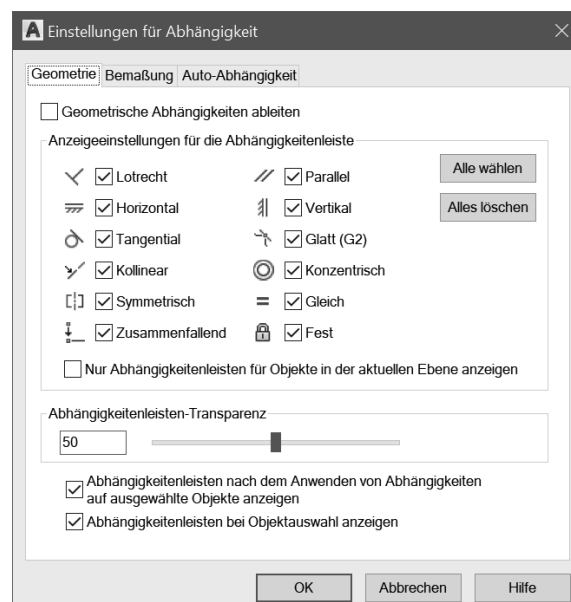 Einstellungen für Abhängigkeit
Geometrie Bemaßung Auto-Abhängigkeit
Geometrische Abhängigkeiten ableiten
Anzeigeeinstellungen für die Abhängigkeitenleiste
Lotrecht Parallel Alle wählen
Horizontal Vertikal Alles löschen
Tangential Glatt (G2)
Kollinear Konzentrisch
Symmetrisch Gleich
Zusammenfallend Fest
Nur Abhängigkeitenleisten für Objekte in der aktuellen Ebene anzeigen
Abhängigkeitenleisten-Transparenz
50
Abhängigkeitenleisten nach dem Anwenden von Abhängigkeiten
auf ausgewählte Objekte anzeigen
Abhängigkeitenleisten bei Objektauswahl anzeigen
OK Abbrechen Hilfe